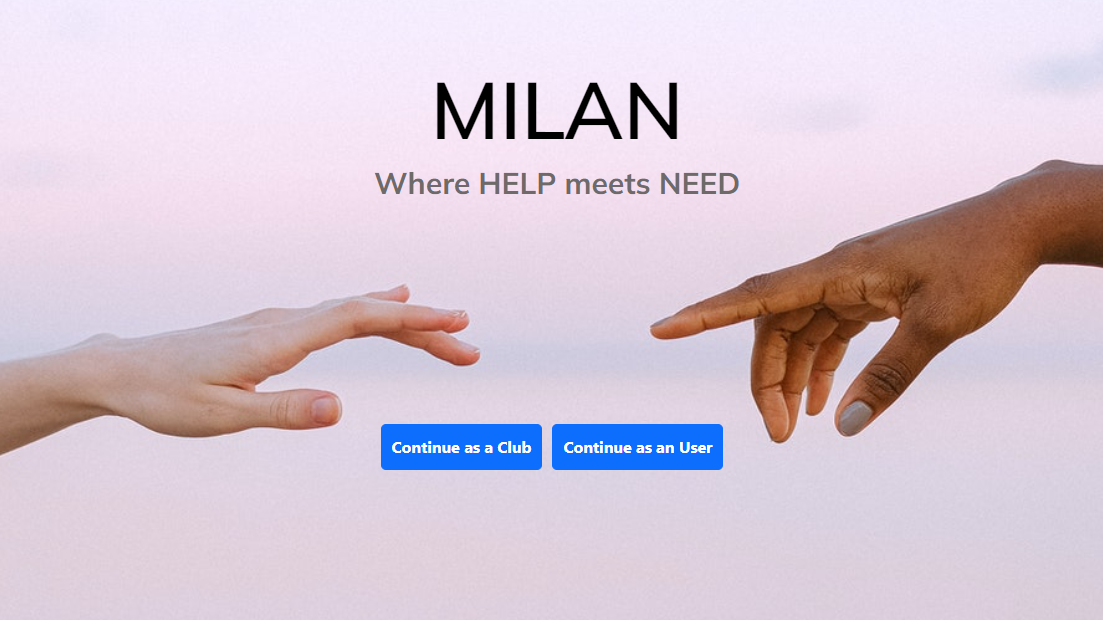 MILAN
Where HELP meets NEED
Continue as a Club
Continue as an User